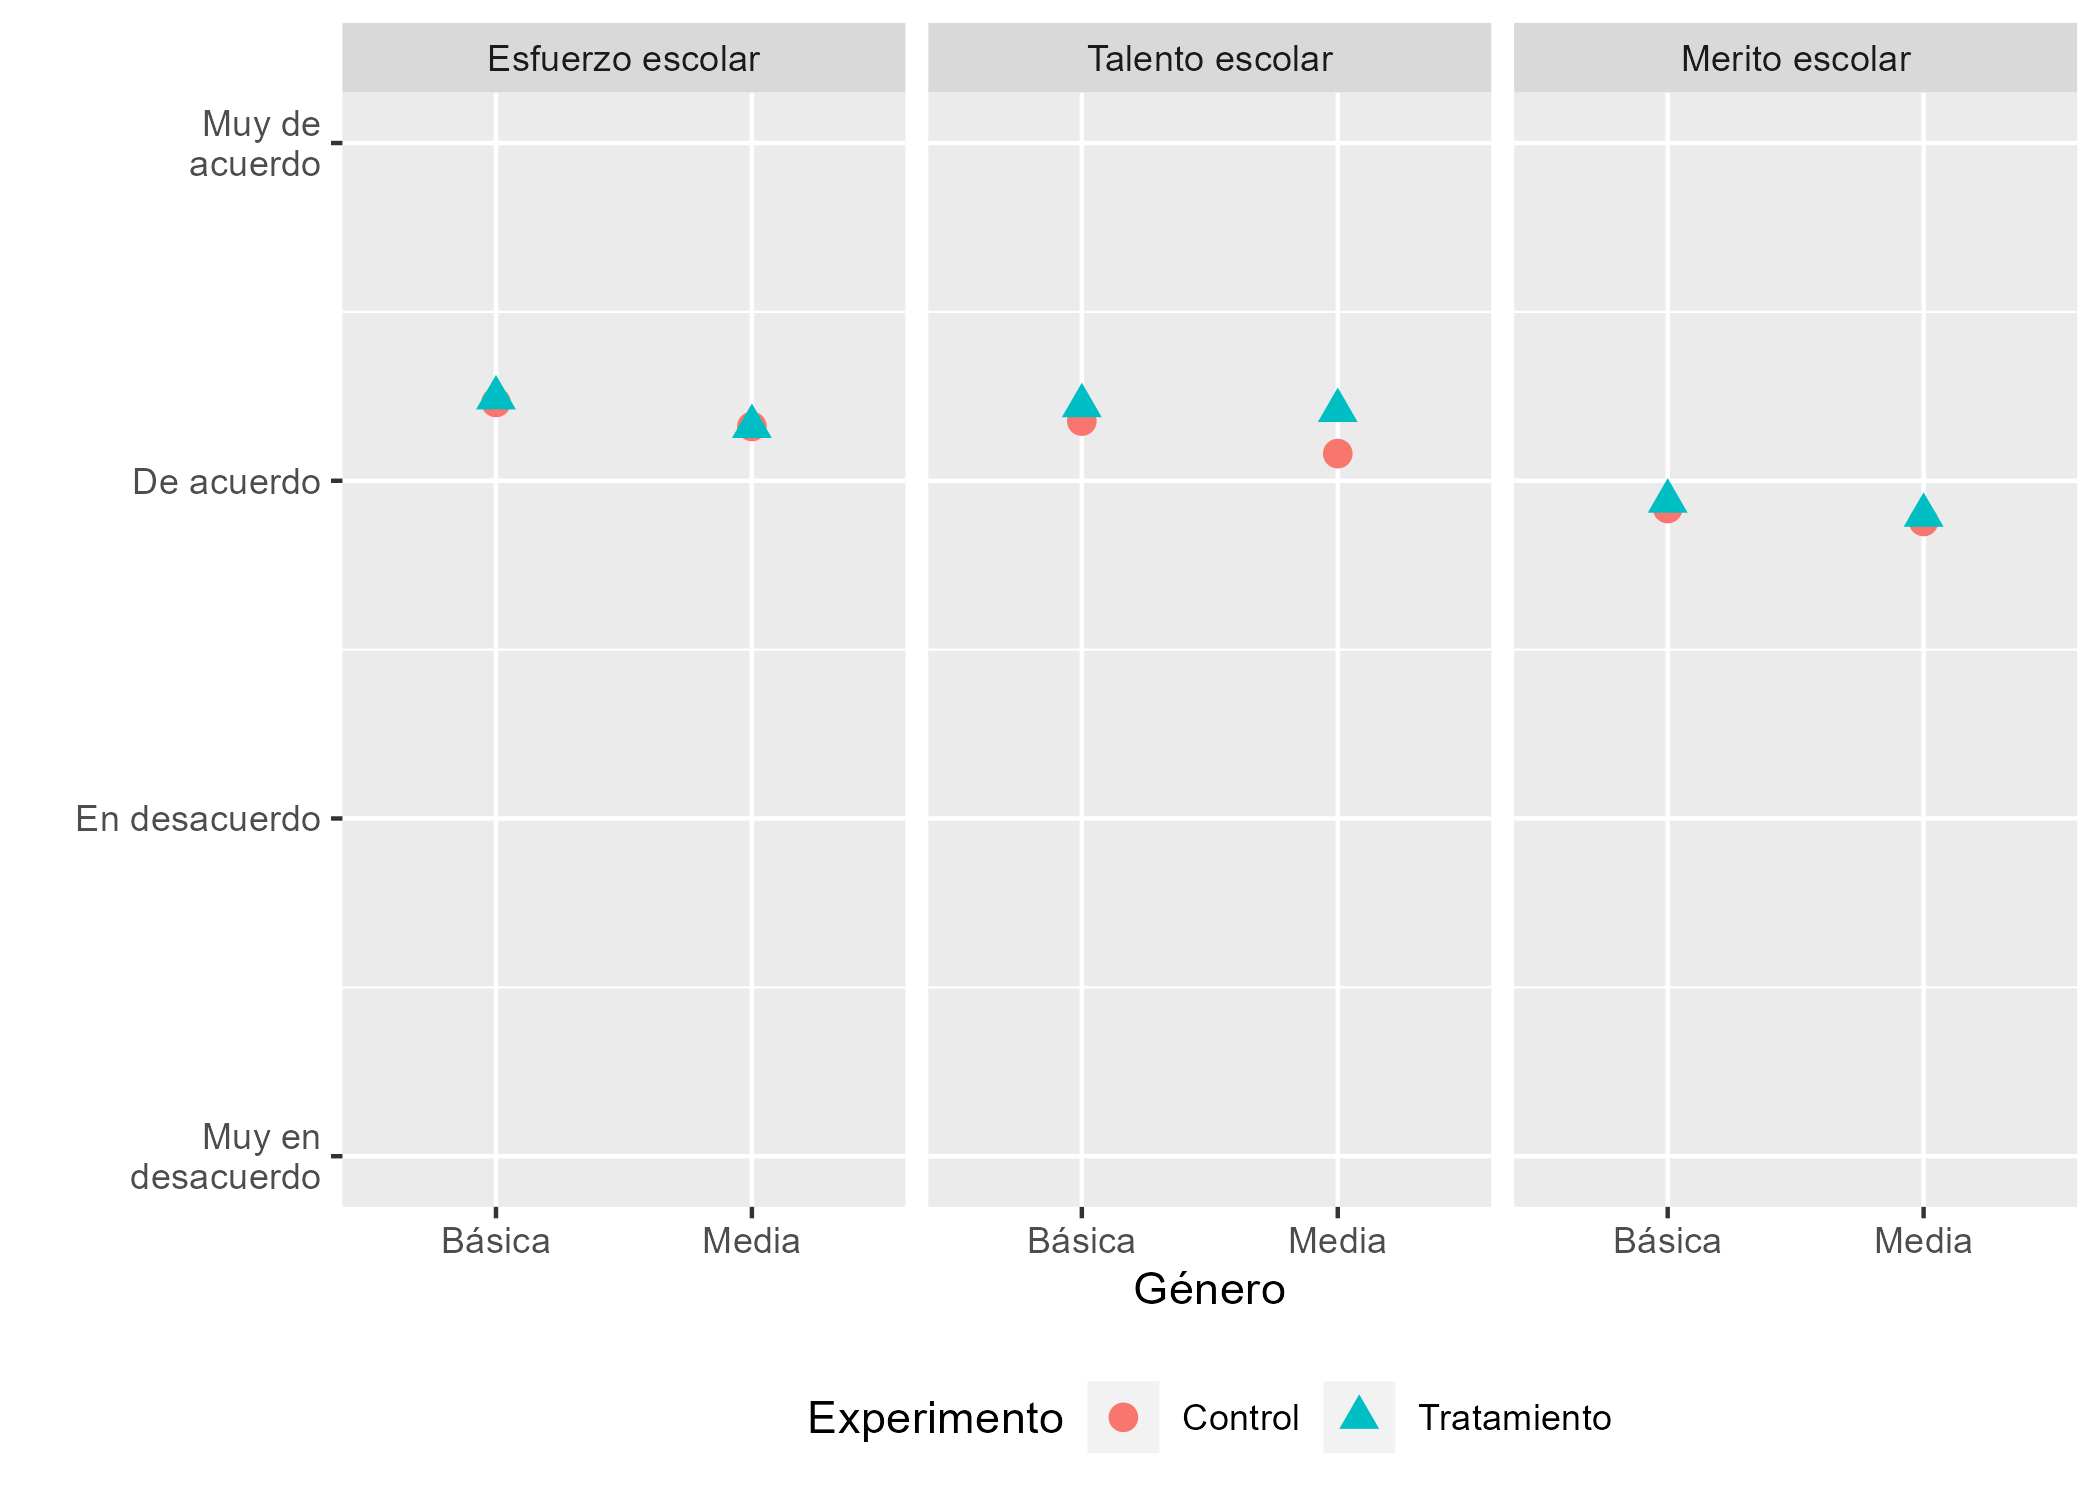 Esfuerzo escolar
Talento escolar
Merito escolar
Muy de
acuerdo
De acuerdo
En desacuerdo
Muy en
desacuerdo
Básica
Media
Básica
Media
Básica
Media
Género
Experimento
Control
Tratamiento